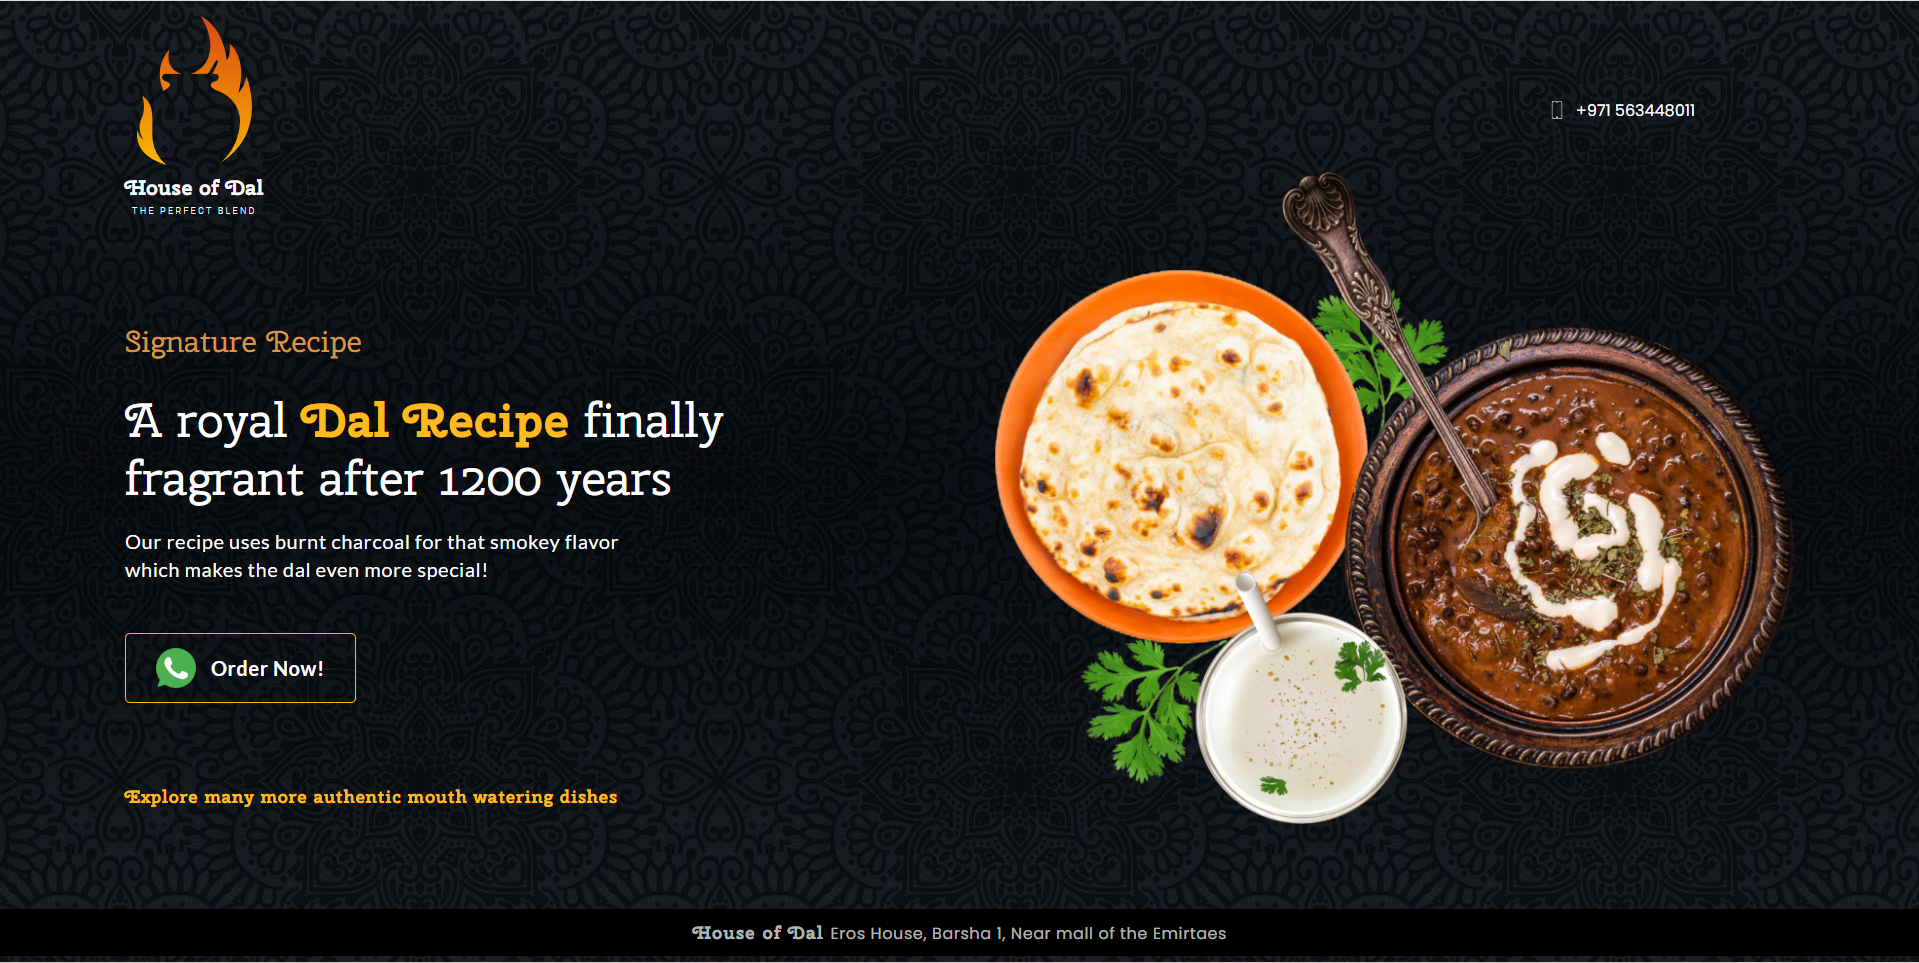 House of Dal
THE PERFECT BLEND
+971 563448011
Signature Recipe
A royal Dal Recipe finally
fragrant after 1200 years
Our recipe uses burnt charcoal for that smokey flavor
which makes the dal even more special!
Order Now!
Explore many more authentic mouth watering dishes
House of Dal Eros House, Barsha 1, Near mall of the Emirtaes